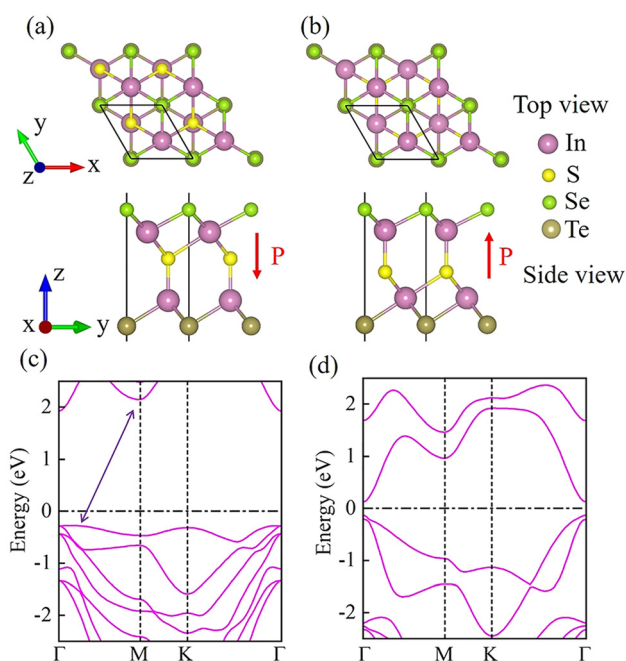 (a)
(b)
Top view
In
S
Se
Te
y
z
x
P
P
Side view
z
x
y
(c)
(d)
Energy (eV)
2
1
0
-1
-2
Γ
M
K
Γ
Energy (eV)
2
1
0
-1
-2
Γ
M
K
Γ